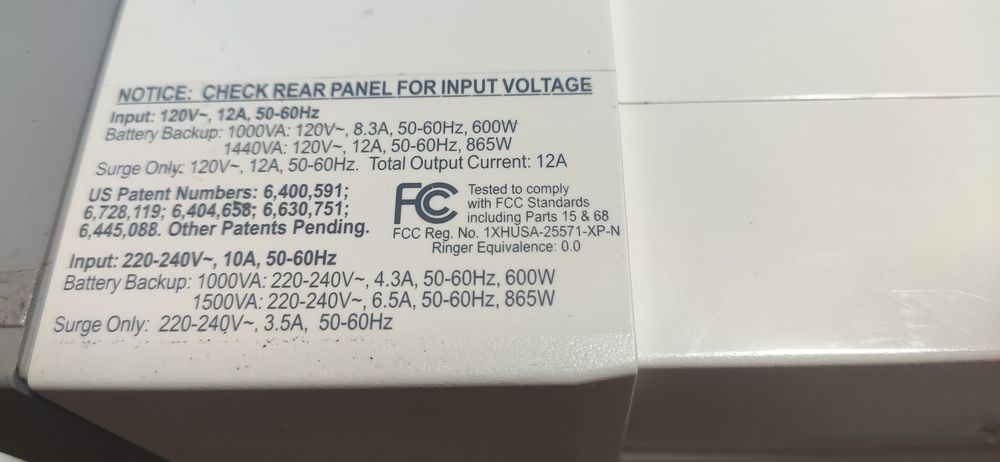 NOTICE: CHECK REAR PANEL FOR INPUT VOLTAGE
Input: 120V~, 12A, 50-60Hz
Battery Backup: 1000VA: 120V~, 8.3A, 50-60Hz, 600W
1440VA: 120V~, 12A, 50-60Hz, 865W
Surge Only: 120V~, 12A, 50-60Hz. Total Output Current: 12A
US Patent Numbers: 6,400,591;
6,728,119; 6,404,658; 6,630,751;
6,445,088. Other Patents Pending.
FCC
Tested to comply
with FCC Standards
including Parts 15 & 68
FCC Reg. No. 1XHUSA-25571-XP-N
Ringer Equivalence: 0.0
Input: 220-240V~, 10A, 50-60Hz
Battery Backup: 1000VA: 220-240V~, 4.3A, 50-60Hz, 600W
1500VA: 220-240V~, 6.5A, 50-60Hz, 865W
Surge Only: 220-240V~, 3.5A, 50-60Hz